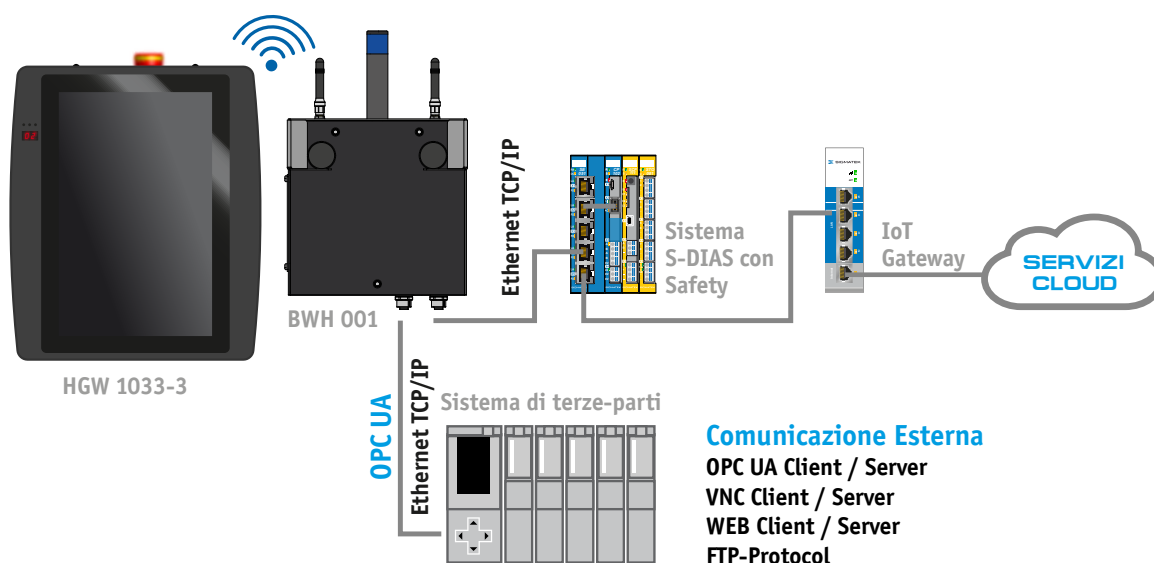 HGW 1033-3
BWH 001
Ethernet TCP/IP
Sistema
S-DIAS con
Safety
SIGMATEK
IoT
Gateway
SERVIZI
CLOUD
OPC UA
Ethernet TCP/IP
Sistema di terze-parti
Comunicazione Esterna
OPC UA Client / Server
VNC Client / Server
WEB Client / Server
FTP-Protocol